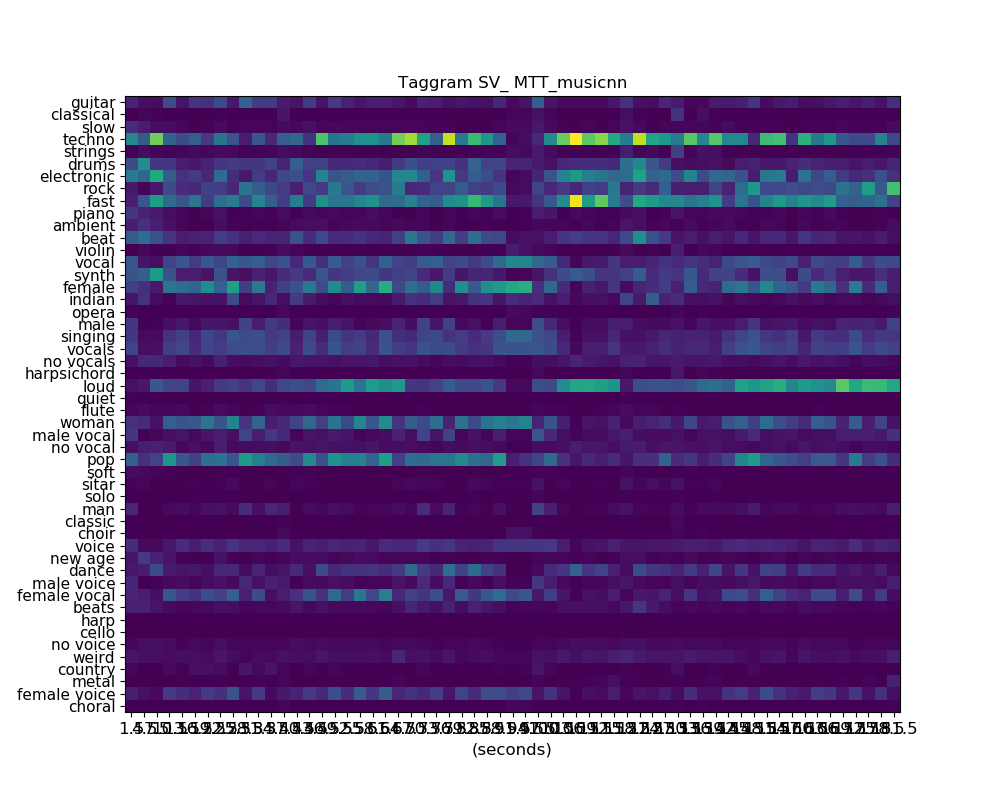 Taggram SV_ MTT_musicnn
guitar
classical
slow
techno
strings
drums
electronic
rock
fast
piano
ambient
beat
violin
vocal
synth
female
indian
opera
male
singing
vocals
no vocals
harpsichord
loud
quiet
flute
woman
male vocal
no vocal
pop
soft
sitar
solo
man
classic
choir
voice
new age
dance
male voice
female vocal
beats
harp
cello
no voice
weird
country
metal
female voice
choral
(seconds)